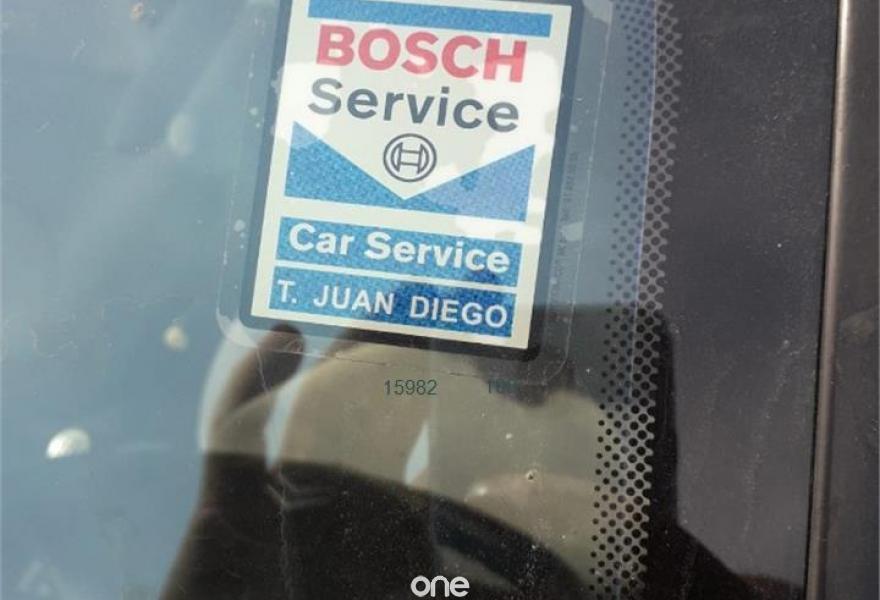 BOSCH
Service
Car Service
T. JUAN DIEGO
15982
one